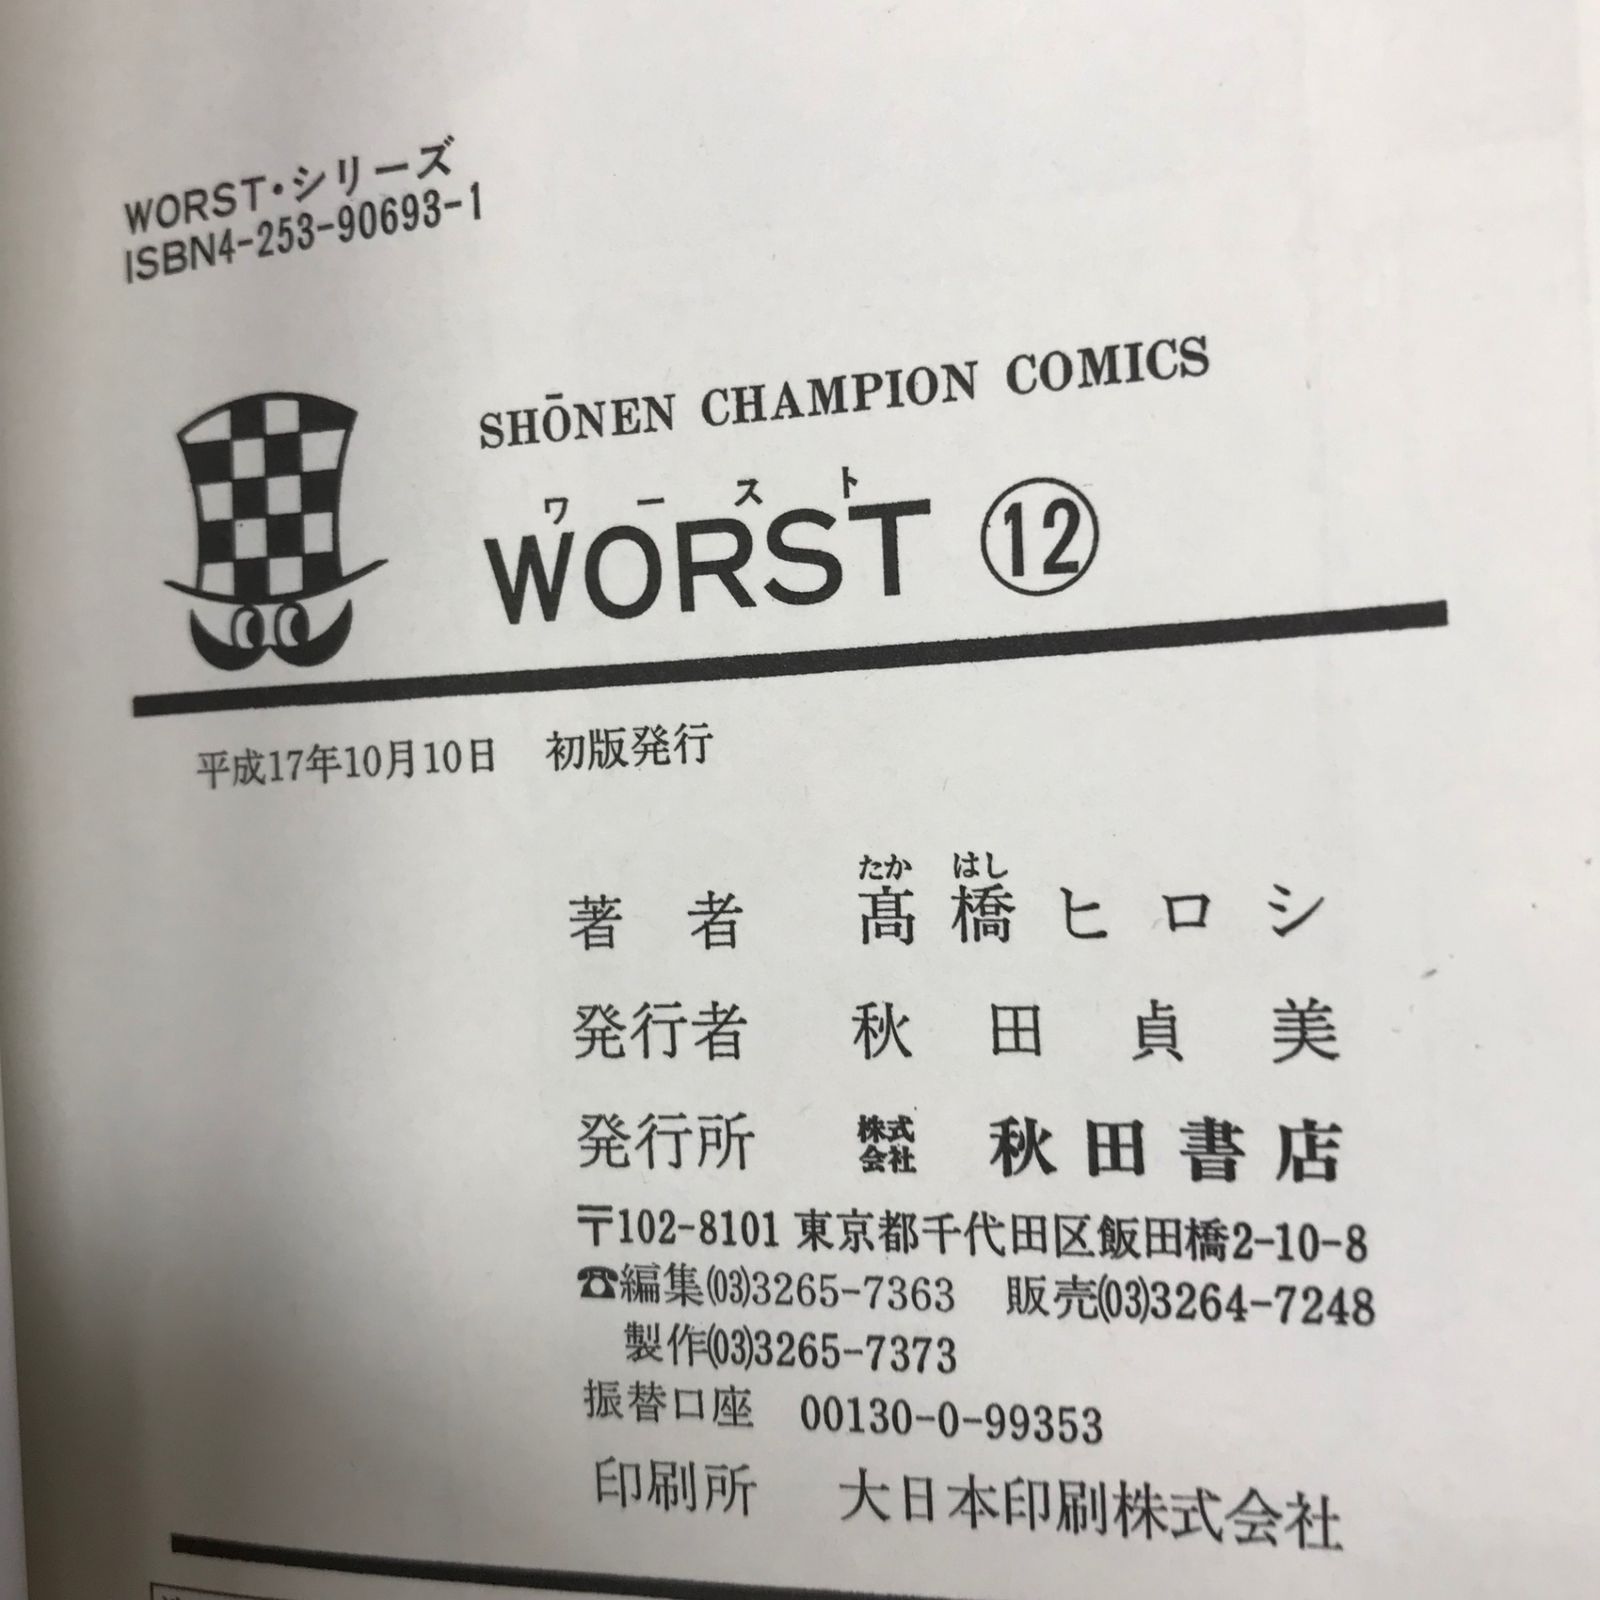 WORST・シリーズ
ISBN4-253-90693-1
SHŌNEN CHAMPION COMICS
ワースト
WORST ⑫
平成17年10月10日 初版発行
たか はし
著者 髙橋ヒロシ
発行者 秋田貞美
発行所 株式会社 秋田書店
〒102-8101 東京都千代田区飯田橋2-10-8
☎編集(03)3265-7363 販売(03)3264-7248
製作(03)3265-7373
振替口座 00130-0-99353
印刷所 大日本印刷株式会社